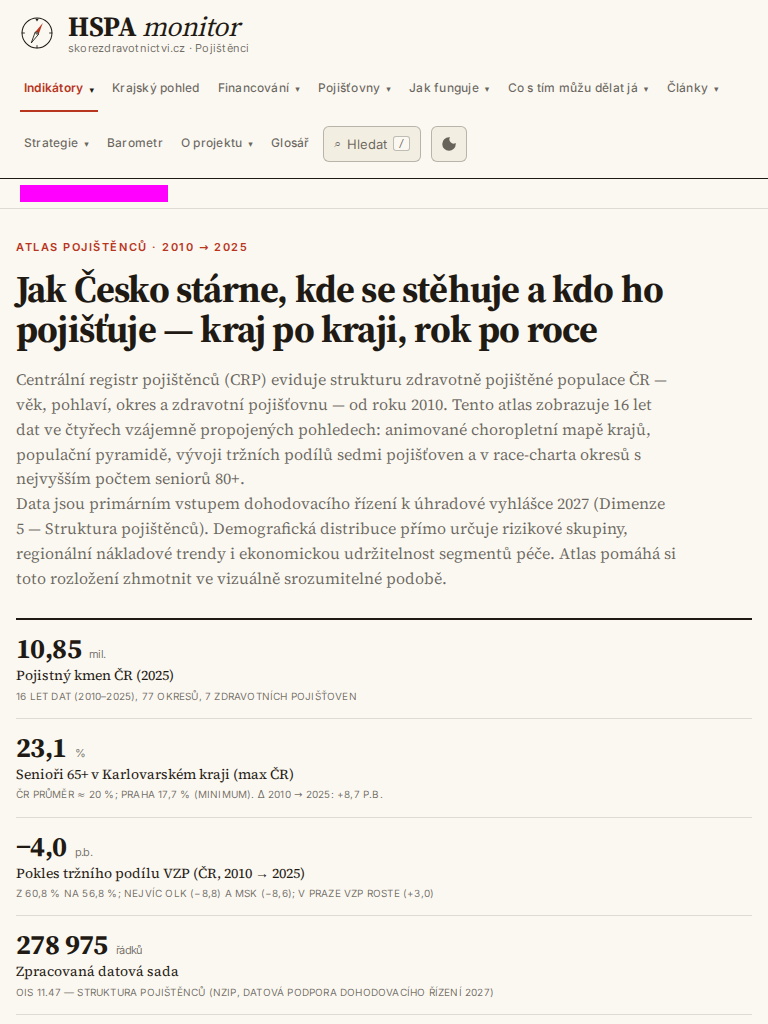 HSPA monitor
skorezdravotnictvi.cz · Pojištěnci
Indikátory ▾ Krajský pohled Financování ▾ Pojišťovny ▾ Jak funguje ▾ Co s tím můžu dělat já ▾ Články ▾
Strategie ▾ Barometr O projektu ▾ Glosář ⌕ Hledat /
ATLAS POJIŠTĚNCŮ · 2010 → 2025
Jak Česko stárne, kde se stěhuje a kdo ho
pojišťuje — kraj po kraji, rok po roce
Centrální registr pojištěnců (CRP) eviduje strukturu zdravotně pojištěné populace ČR —
věk, pohlaví, okres a zdravotní pojišťovnu — od roku 2010. Tento atlas zobrazuje 16 let
dat ve čtyřech vzájemně propojených pohledech: animované choropletní mapě krajů,
populační pyramidě, vývoji tržních podílů sedmi pojišťoven a v race-charta okresů s
nejvyšším počtem seniorů 80+.
Data jsou primárním vstupem dohodovacího řízení k úhradové vyhlášce 2027 (Dimenze
5 — Struktura pojištěnců). Demografická distribuce přímo určuje rizikové skupiny,
regionální nákladové trendy i ekonomickou udržitelnost segmentů péče. Atlas pomáhá si
toto rozložení zhmotnit ve vizuálně srozumitelné podobě.
10,85 mil.
Pojistný kmen ČR (2025)
16 LET DAT (2010–2025), 77 OKRESŮ, 7 ZDRAVOTNÍCH POJIŠŤOVEN
23,1 %
Senioři 65+ v Karlovarském kraji (max ČR)
ČR PRŮMĚR ≈ 20 %; PRAHA 17,7 % (MINIMUM). Δ 2010 → 2025: +8,7 P.B.
−4,0 p.b.
Pokles tržního podílu VZP (ČR, 2010 → 2025)
Z 60,8 % NA 56,8 %; NEJVÍC OLK (−8,8) A MSK (−8,6); V PRAZE VZP ROSTE (+3,0)
278 975 řádků
Zpracovaná datová sada
OIS 11.47 — STRUKTURA POJIŠTĚNCŮ (NZIP, DATOVÁ PODPORA DOHODOVACÍHO ŘÍZENÍ 2027)